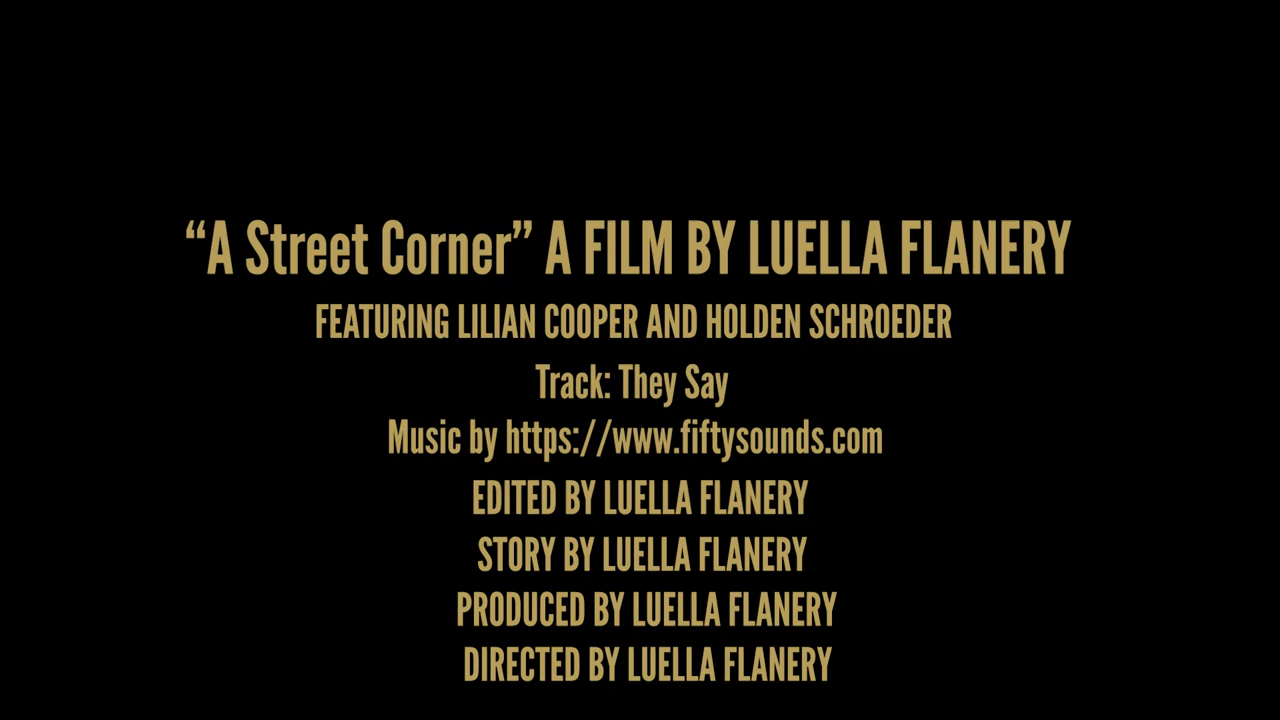 “A Street Corner” A FILM BY LUELLA FLANERY
FEATURING LILIAN COOPER AND HOLDEN SCHROEDER
Track: They Say
Music by https://www.fiftysounds.com
EDITED BY LUELLA FLANERY
STORY BY LUELLA FLANERY
PRODUCED BY LUELLA FLANERY
DIRECTED BY LUELLA FLANERY